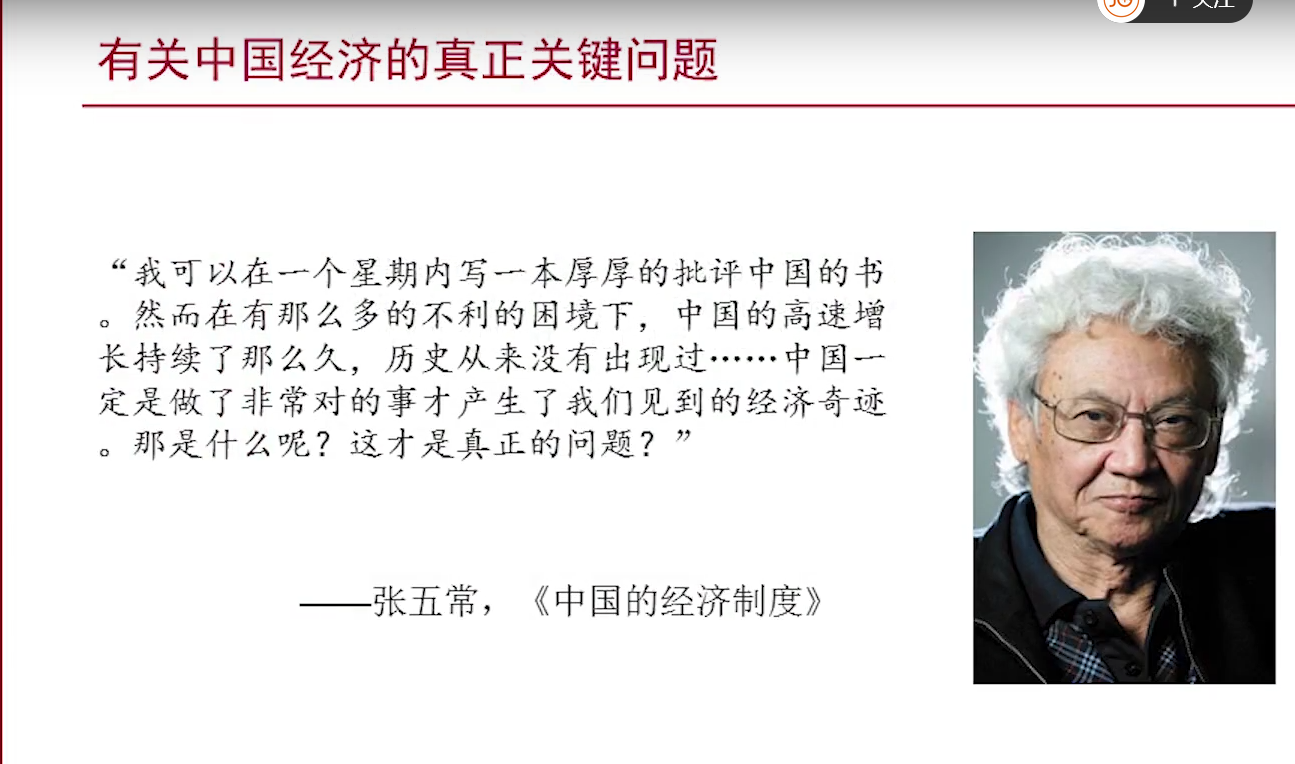 有关中国经济的真正关键问题
“我可以在一个星期内写一本厚厚的批评中国的书
。然而在有那么多的不利的困境下，中国的高速增
长持续了那么久，历史从来没有出现过……中国一
定是做了非常对的事才产生了我们见到的经济奇迹
。那是什么呢？这才是真正的问题？”
——张五常，《中国的经济制度》